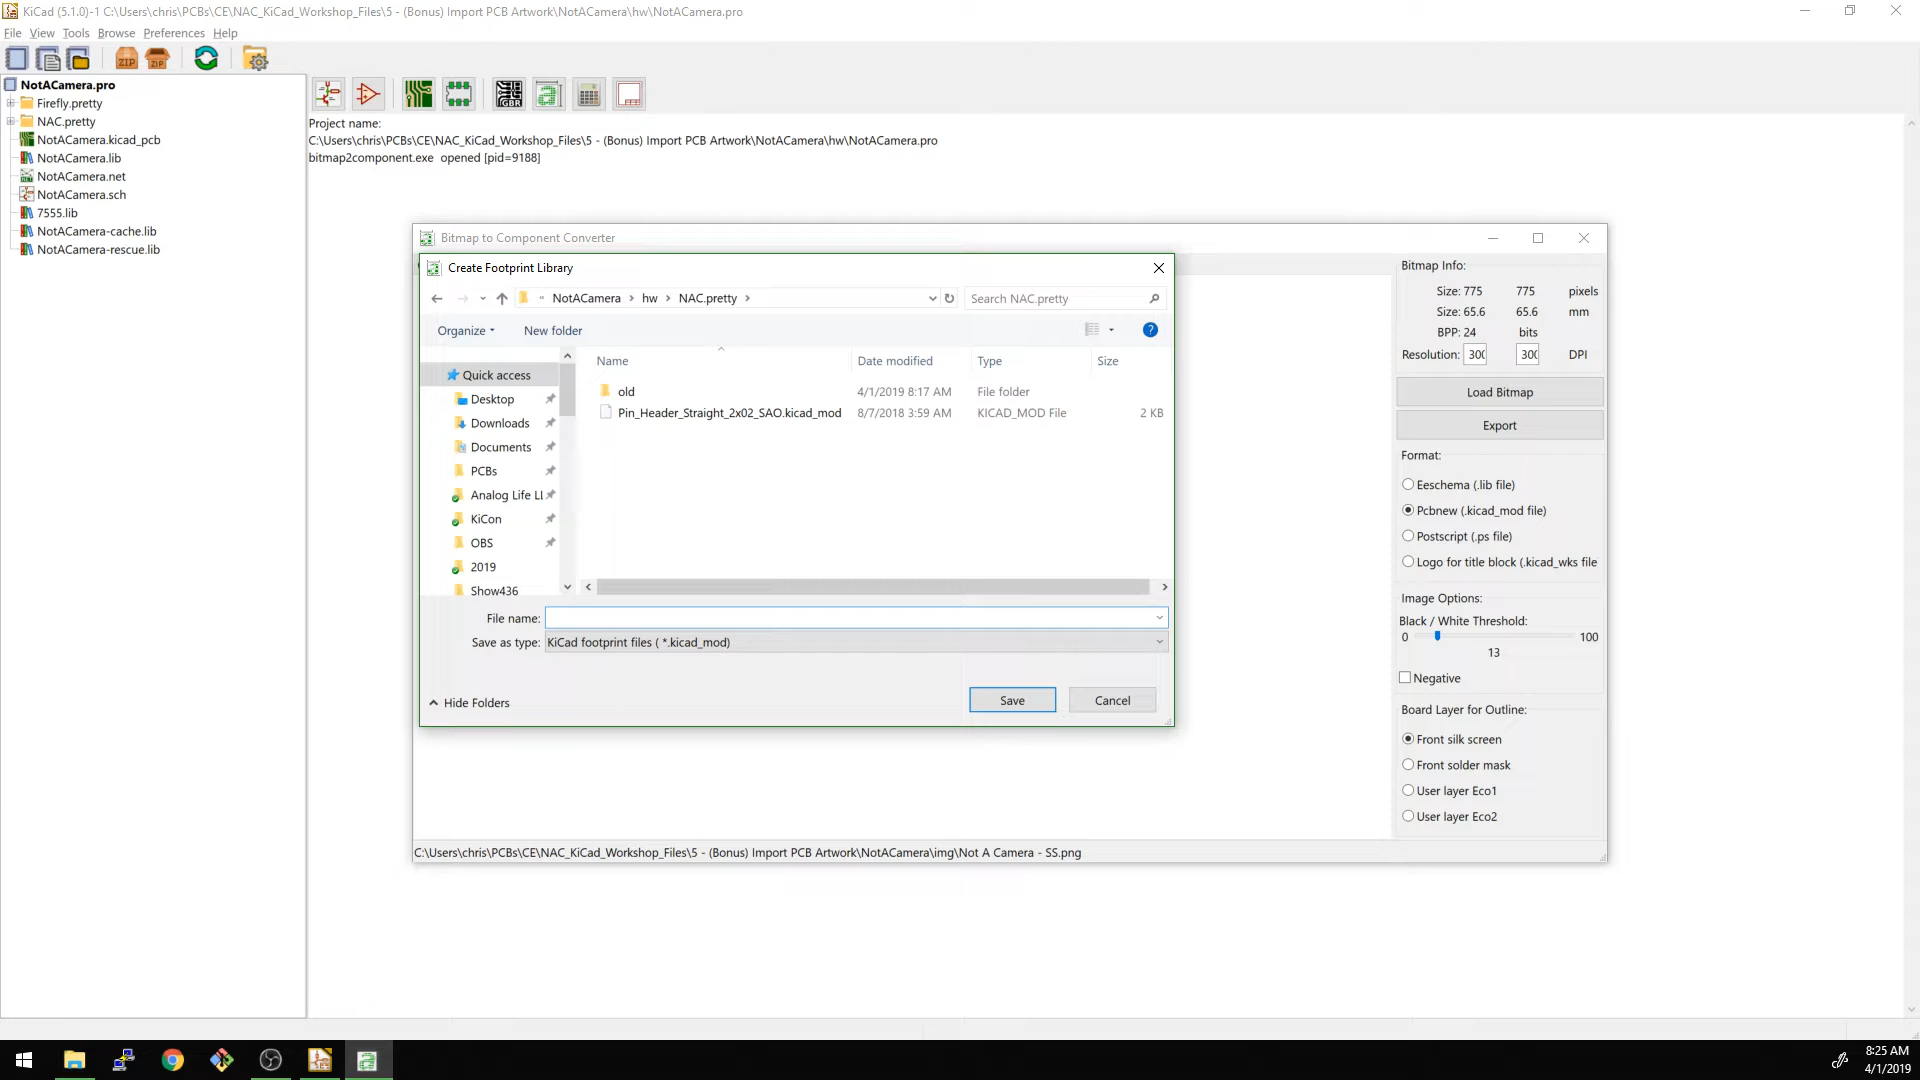 KiCad (5.1.0)-1 C:\Users\chris\PCBs\CE\NAC_KiCad_Workshop_Files\5 - (Bonus) Import PCB Artwork\NotACamera\hw\NotACamera.pro
File View Tools Browse Preferences Help
ZIP ZIP
NotACamera.pro
Firefly.pretty
NAC.pretty
NotACamera.kicad_pcb
NotACamera.lib
NotACamera.net
NotACamera.sch
7555.lib
NotACamera-cache.lib
NotACamera-rescue.lib
GBR
Project name:
C:\Users\chris\PCBs\CE\NAC_KiCad_Workshop_Files\5 - (Bonus) Import PCB Artwork\NotACamera\hw\NotACamera.pro
bitmap2component.exe opened [pid=9188]
Bitmap to Component Converter
Create Footprint Library
« NotACamera › hw › NAC.pretty ›
Search NAC.pretty
Organize
New folder
?
Quick access
Desktop
Downloads
Documents
PCBs
Analog Life LL
KiCon
OBS
2019
Show436
Name Date modified Type Size
old 4/1/2019 8:17 AM File folder
Pin_Header_Straight_2x02_SAO.kicad_mod 8/7/2018 3:59 AM KICAD_MOD File 2 KB
File name:
Save as type: KiCad footprint files ( *.kicad_mod)
Hide Folders
Save
Cancel
Bitmap Info:
Size: 775 775 pixels
Size: 65.6 65.6 mm
BPP: 24 bits
Resolution: 300 300 DPI
Load Bitmap
Export
Format:
Eeschema (.lib file)
Pcbnew (.kicad_mod file)
Postscript (.ps file)
Logo for title block (.kicad_wks file
Image Options:
Black / White Threshold:
0 100
13
Negative
Board Layer for Outline:
Front silk screen
Front solder mask
User layer Eco1
User layer Eco2
C:\Users\chris\PCBs\CE\NAC_KiCad_Workshop_Files\5 - (Bonus) Import PCB Artwork\NotACamera\img\Not A Camera - SS.png
8:25 AM
4/1/2019